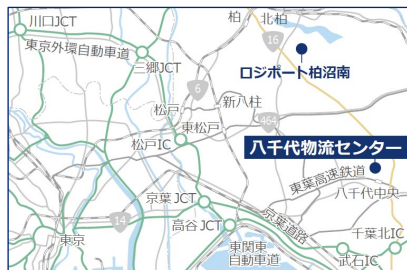 川口JCT
柏
北柏
16
東京外環自動車道
三郷JCT
ロジポート柏沼南
6
松戸
新八柱
464
松戸IC
東松戸
八千代物流センター
東葉高速鉄道
八千代中央
京葉JCT
14
高谷JCT
京葉道路
千葉北IC
東京
東関東
自動車道
武石IC